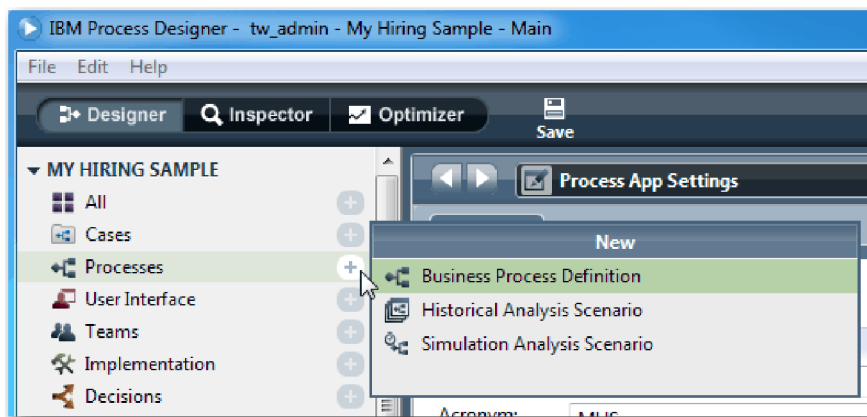 IBM Process Designer - tw_admin - My Hiring Sample - Main
File Edit Help
Designer Inspector Optimizer Save
MY HIRING SAMPLE
Process App Settings
All
Cases
New
Processes
Business Process Definition
User Interface
Historical Analysis Scenario
Teams
Simulation Analysis Scenario
Implementation
Decisions
Acronym: